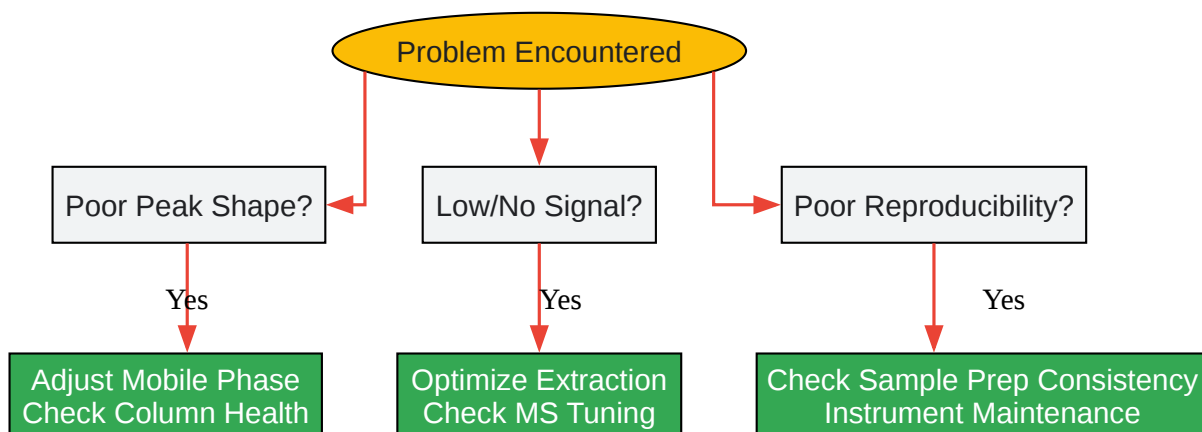 Problem Encountered
Poor Peak Shape?
Low/No Signal?
Poor Reproducibility?
Yes
Yes
Yes
Adjust Mobile Phase
Check Column Health
Optimize Extraction
Check MS Tuning
Check Sample Prep Consistency
Instrument Maintenance